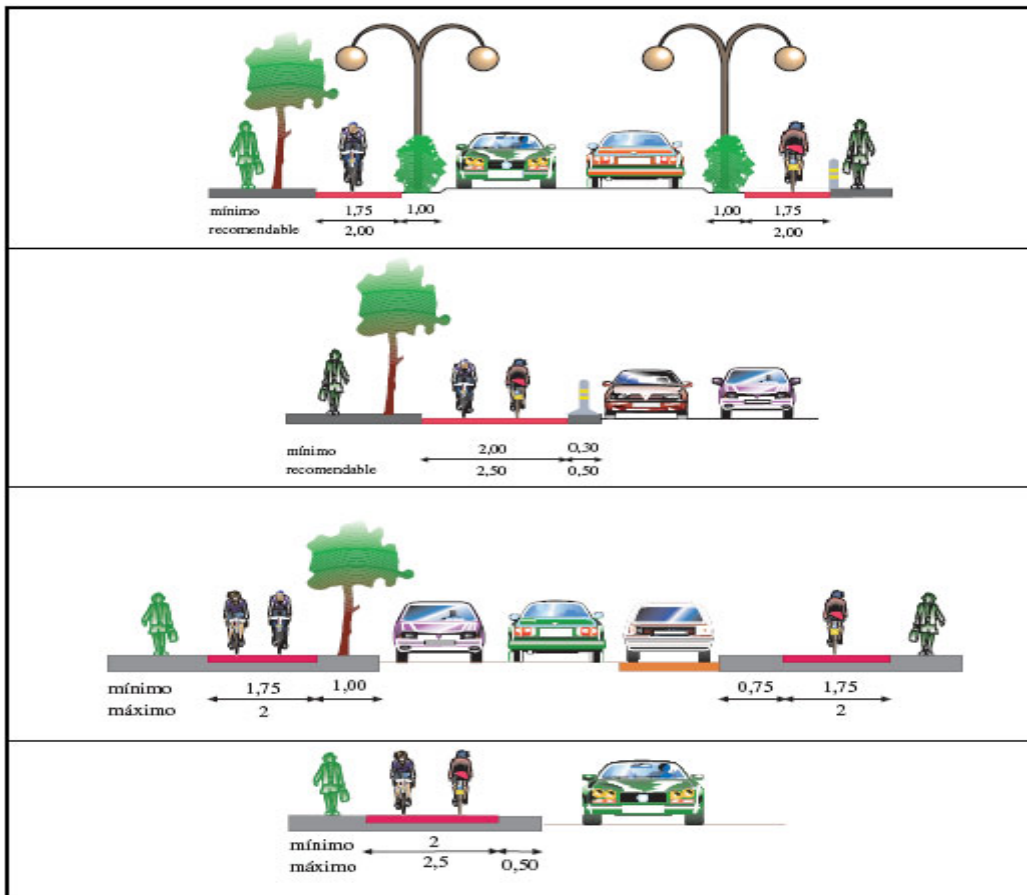 mínimo 1,75 1,00 1,00 1,75
recomendable 2,00 2,00
mínimo 2,00 0,30
recomendable 2,50 0,50
mínimo 1,75 1,00 0,75 1,75
máximo 2 2
mínimo 2
máximo 2,5 0,50